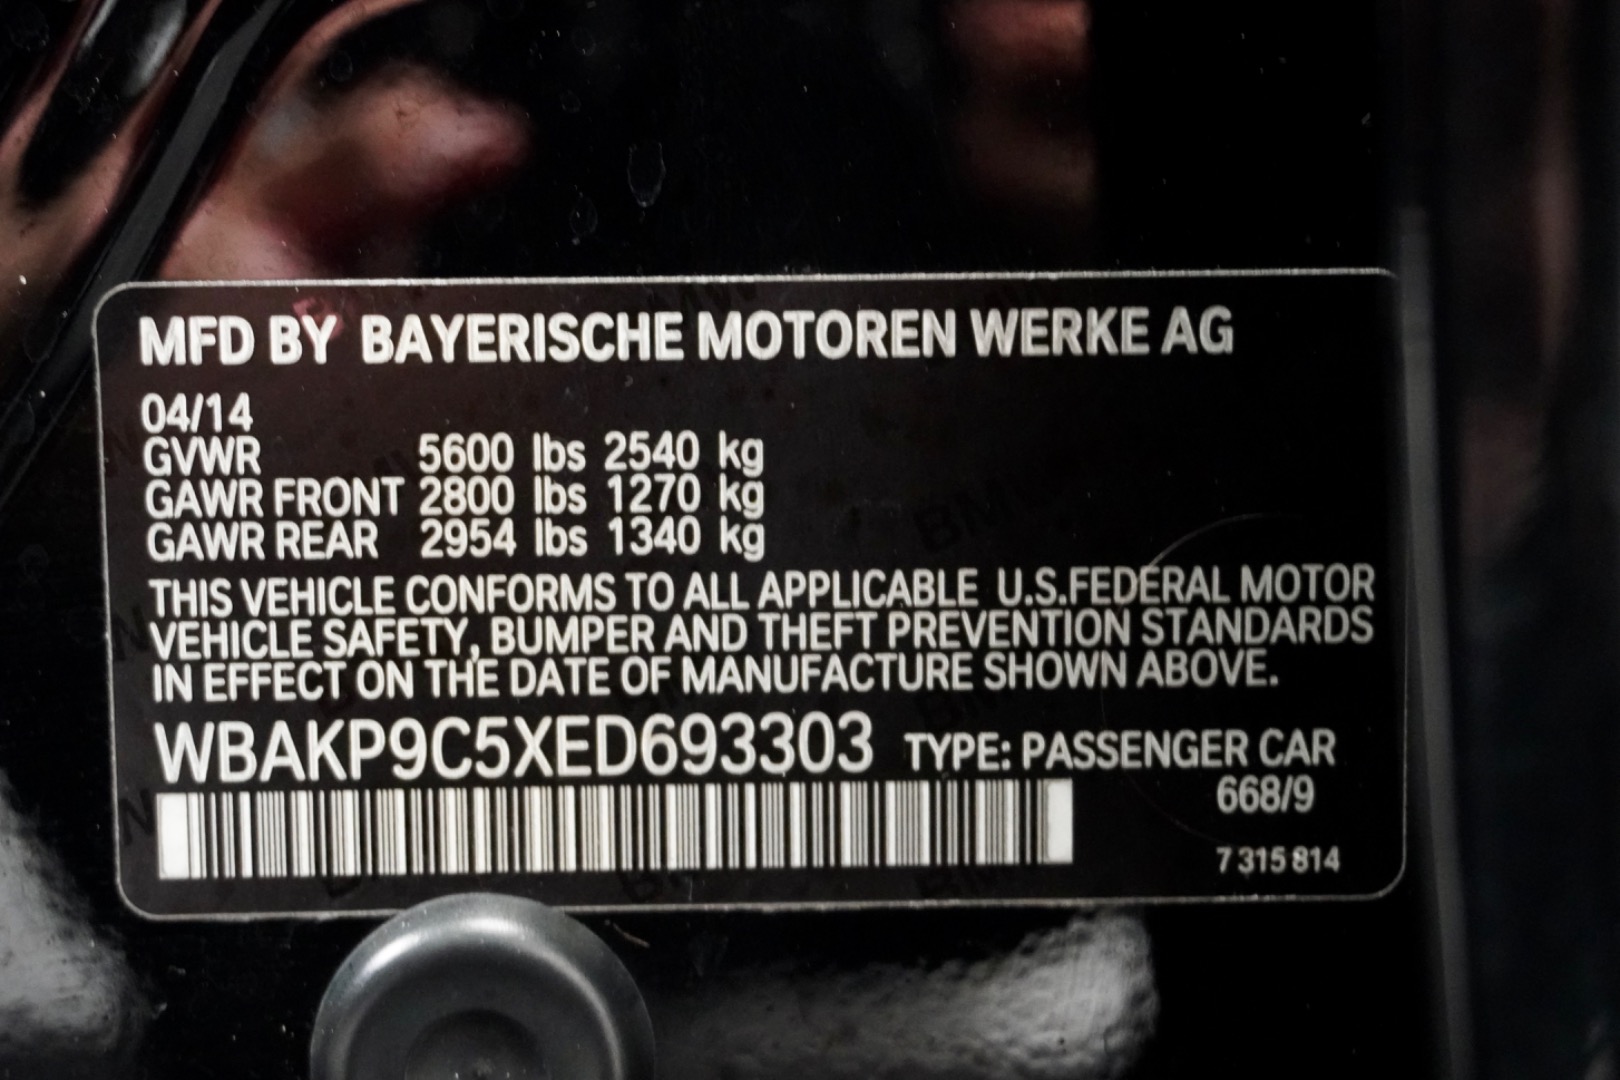 MFD BY BAYERISCHE MOTOREN WERKE AG
04/14
GVWR 5600 lbs 2540 kg
GAWR FRONT 2800 lbs 1270 kg
GAWR REAR 2954 lbs 1340 kg
THIS VEHICLE CONFORMS TO ALL APPLICABLE U.S.FEDERAL MOTOR
VEHICLE SAFETY, BUMPER AND THEFT PREVENTION STANDARDS
IN EFFECT ON THE DATE OF MANUFACTURE SHOWN ABOVE.
WBAKP9C5XED693303 TYPE: PASSENGER CAR
668/9
7 315 814